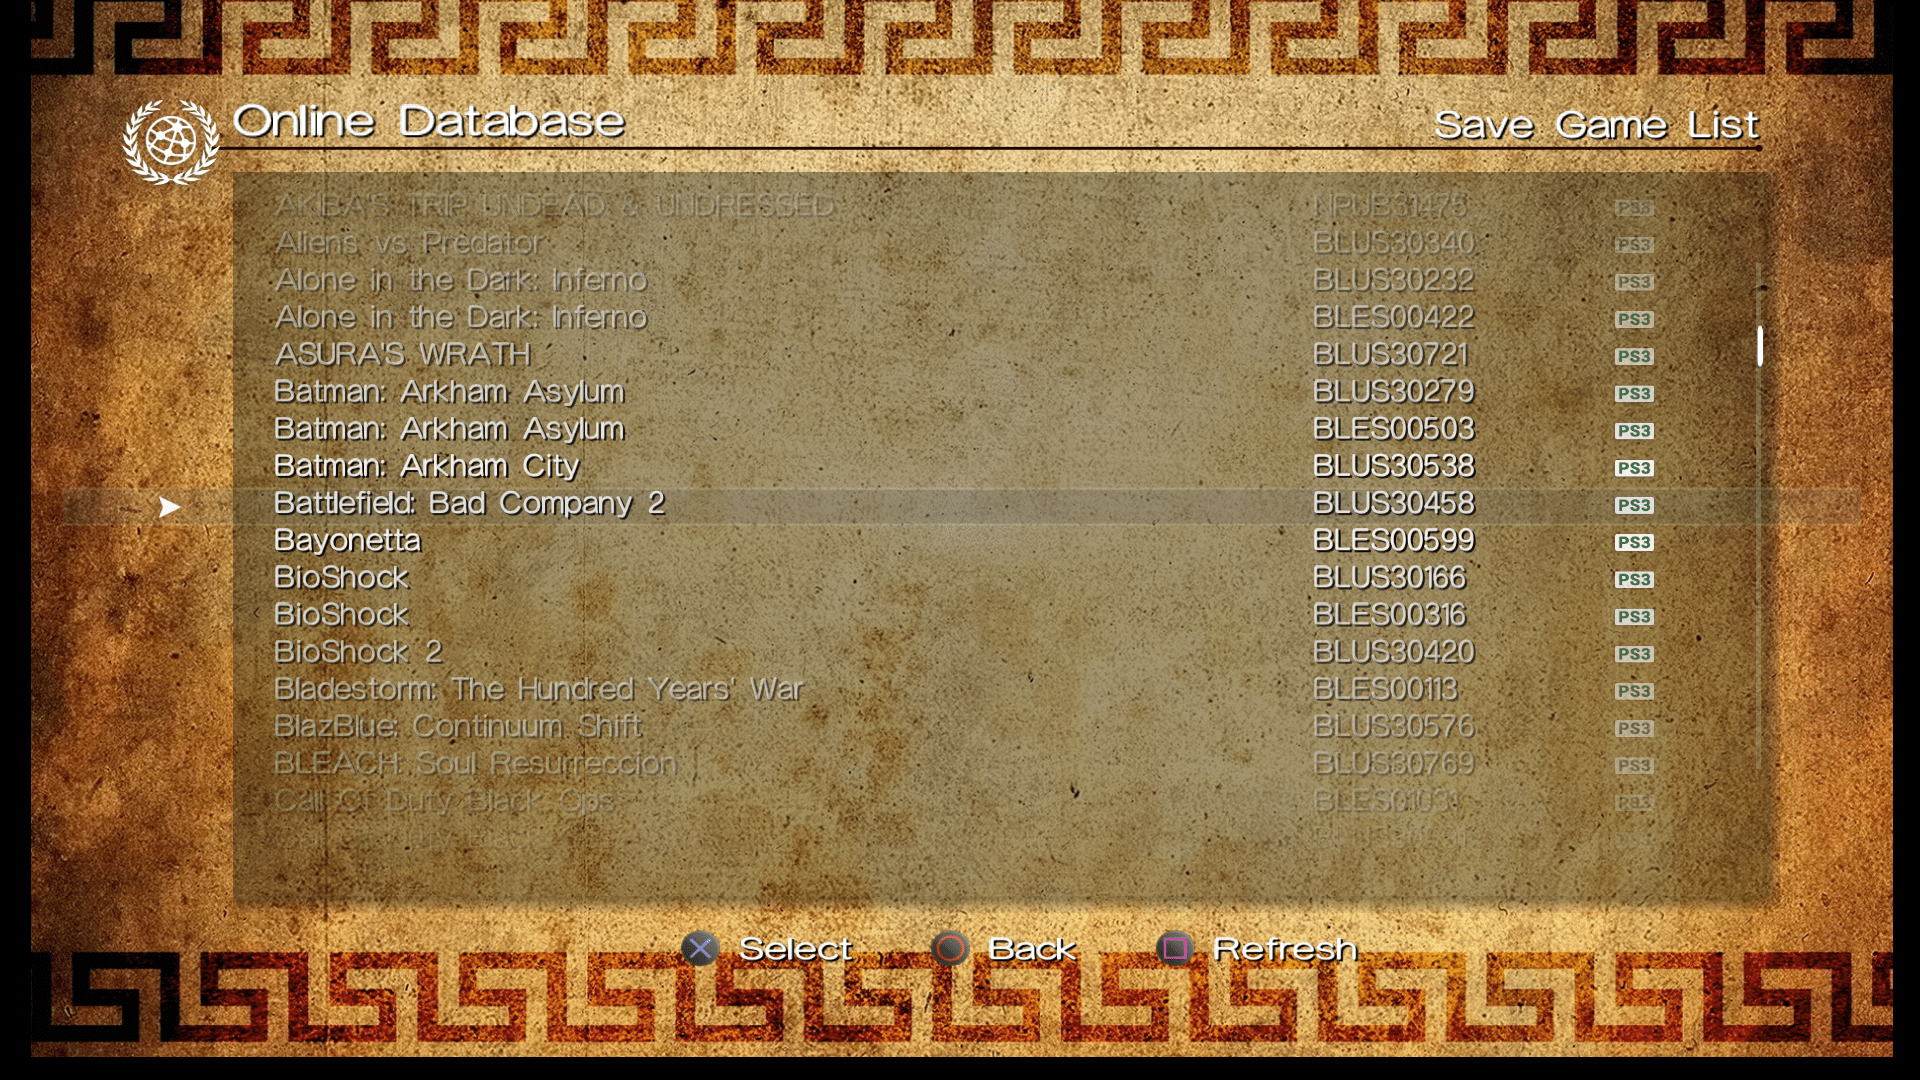 Online Database
Save Game List
AKIBA'S TRIP UNDEAD & UNDRESSED NPUB31475 PS3
Aliens vs Predator BLUS30340 PS3
Alone in the Dark: Inferno BLUS30232 PS3
Alone in the Dark: Inferno BLES00422 PS3
ASURA'S WRATH BLUS30721 PS3
Batman: Arkham Asylum BLUS30279 PS3
Batman: Arkham Asylum BLES00503 PS3
Batman: Arkham City BLUS30538 PS3
Battlefield: Bad Company 2 BLUS30458 PS3
Bayonetta BLES00599 PS3
BioShock BLUS30166 PS3
BioShock BLES00316 PS3
BioShock 2 BLUS30420 PS3
Bladestorm: The Hundred Years' War BLES00113 PS3
BlazBlue: Continuum Shift BLUS30576 PS3
BLEACH: Soul Resurreccion BLUS30769 PS3
Call Of Duty Black Ops BLES01031 PS3
Select Back Refresh